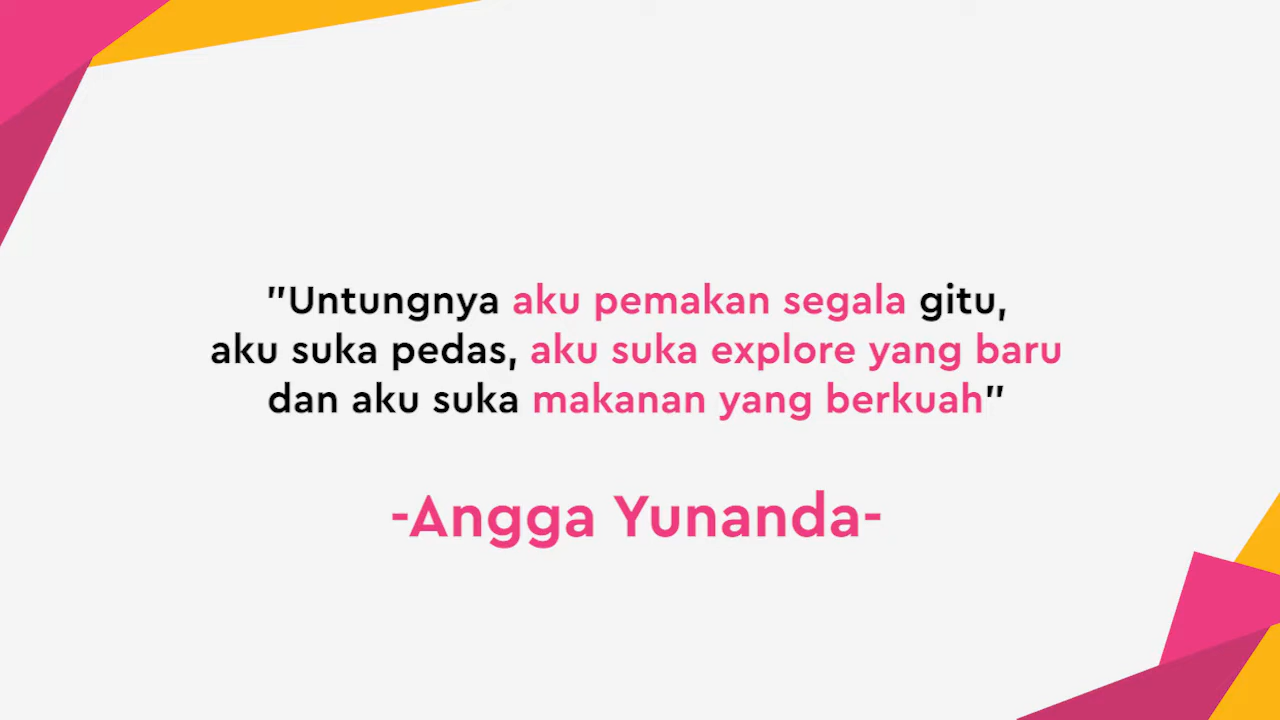 "Untungnya aku pemakan segala gitu,
aku suka pedas, aku suka explore yang baru
dan aku suka makanan yang berkuah"
-Angga Yunanda-